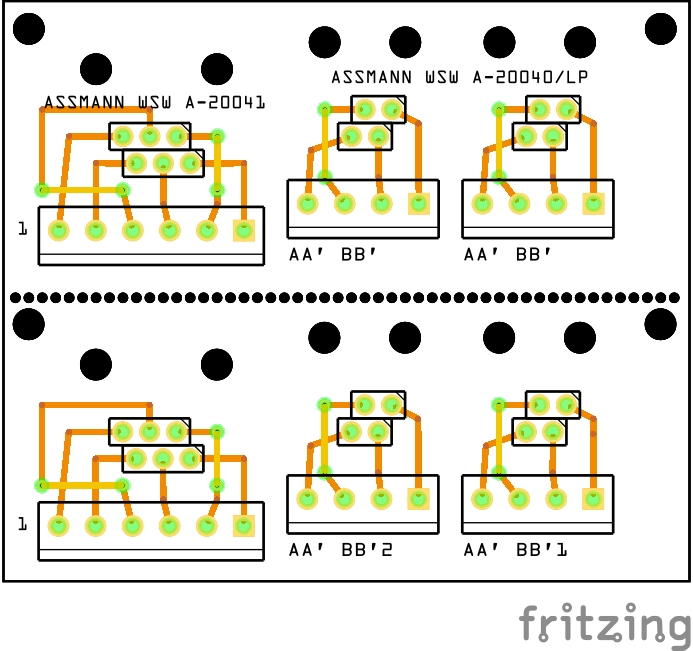 ASSMANN WSW A-20040/LP
ASSMANN WSW A-20041
1
AA' BB'
AA' BB'
1
AA' BB'2
AA' BB'1
fritzing